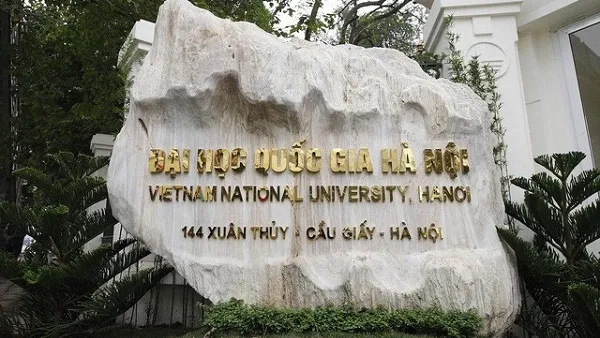 ĐẠI HỌC QUỐC GIA HÀ NỘI
VIETNAM NATIONAL UNIVERSITY, HANOI
144 XUÂN THỦY - CẦU GIẤY - HÀ NỘI